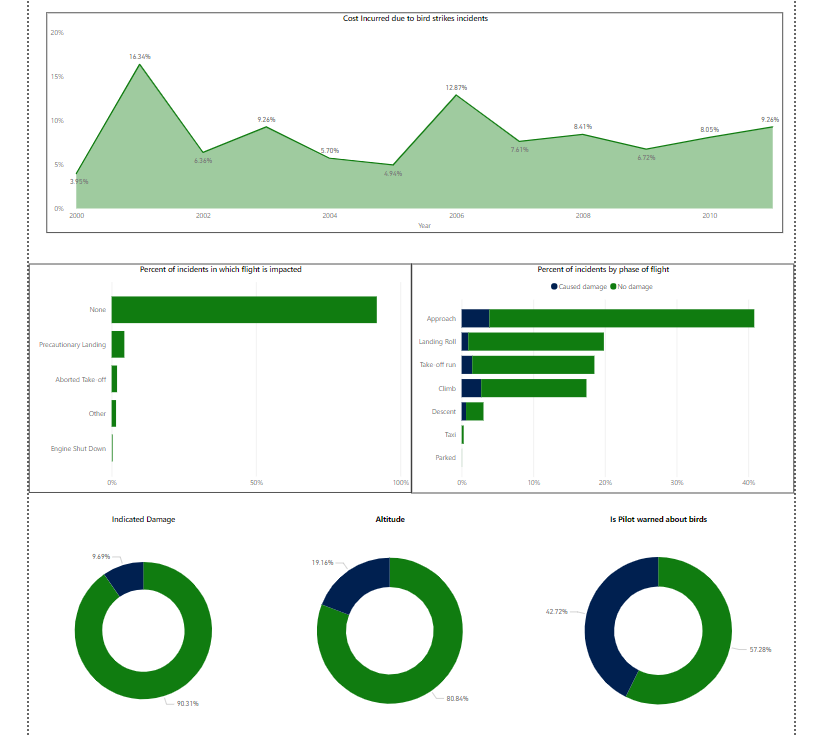 Cost Incurred due to bird strikes incidents
20%
15%
10%
5%
0%
3.95%
16.34%
6.36%
9.26%
5.70%
4.94%
12.87%
7.61%
8.41%
6.72%
8.05%
9.26%
2000
2002
2004
2006
2008
2010
Year
Percent of incidents in which flight is impacted
None
Precautionary Landing
Aborted Take off
Other
Engine Shut Down
0%
50%
100%
Percent of incidents by phase of flight
Caused damage
No damage
Approach
Landing Roll
Take off run
Climb
Descent
Taxi
Parked
0%
10%
20%
30%
40%
Indicated Damage
9.69%
90.31%
Altitude
19.16%
80.84%
Is Pilot warned about birds
42.72%
57.28%